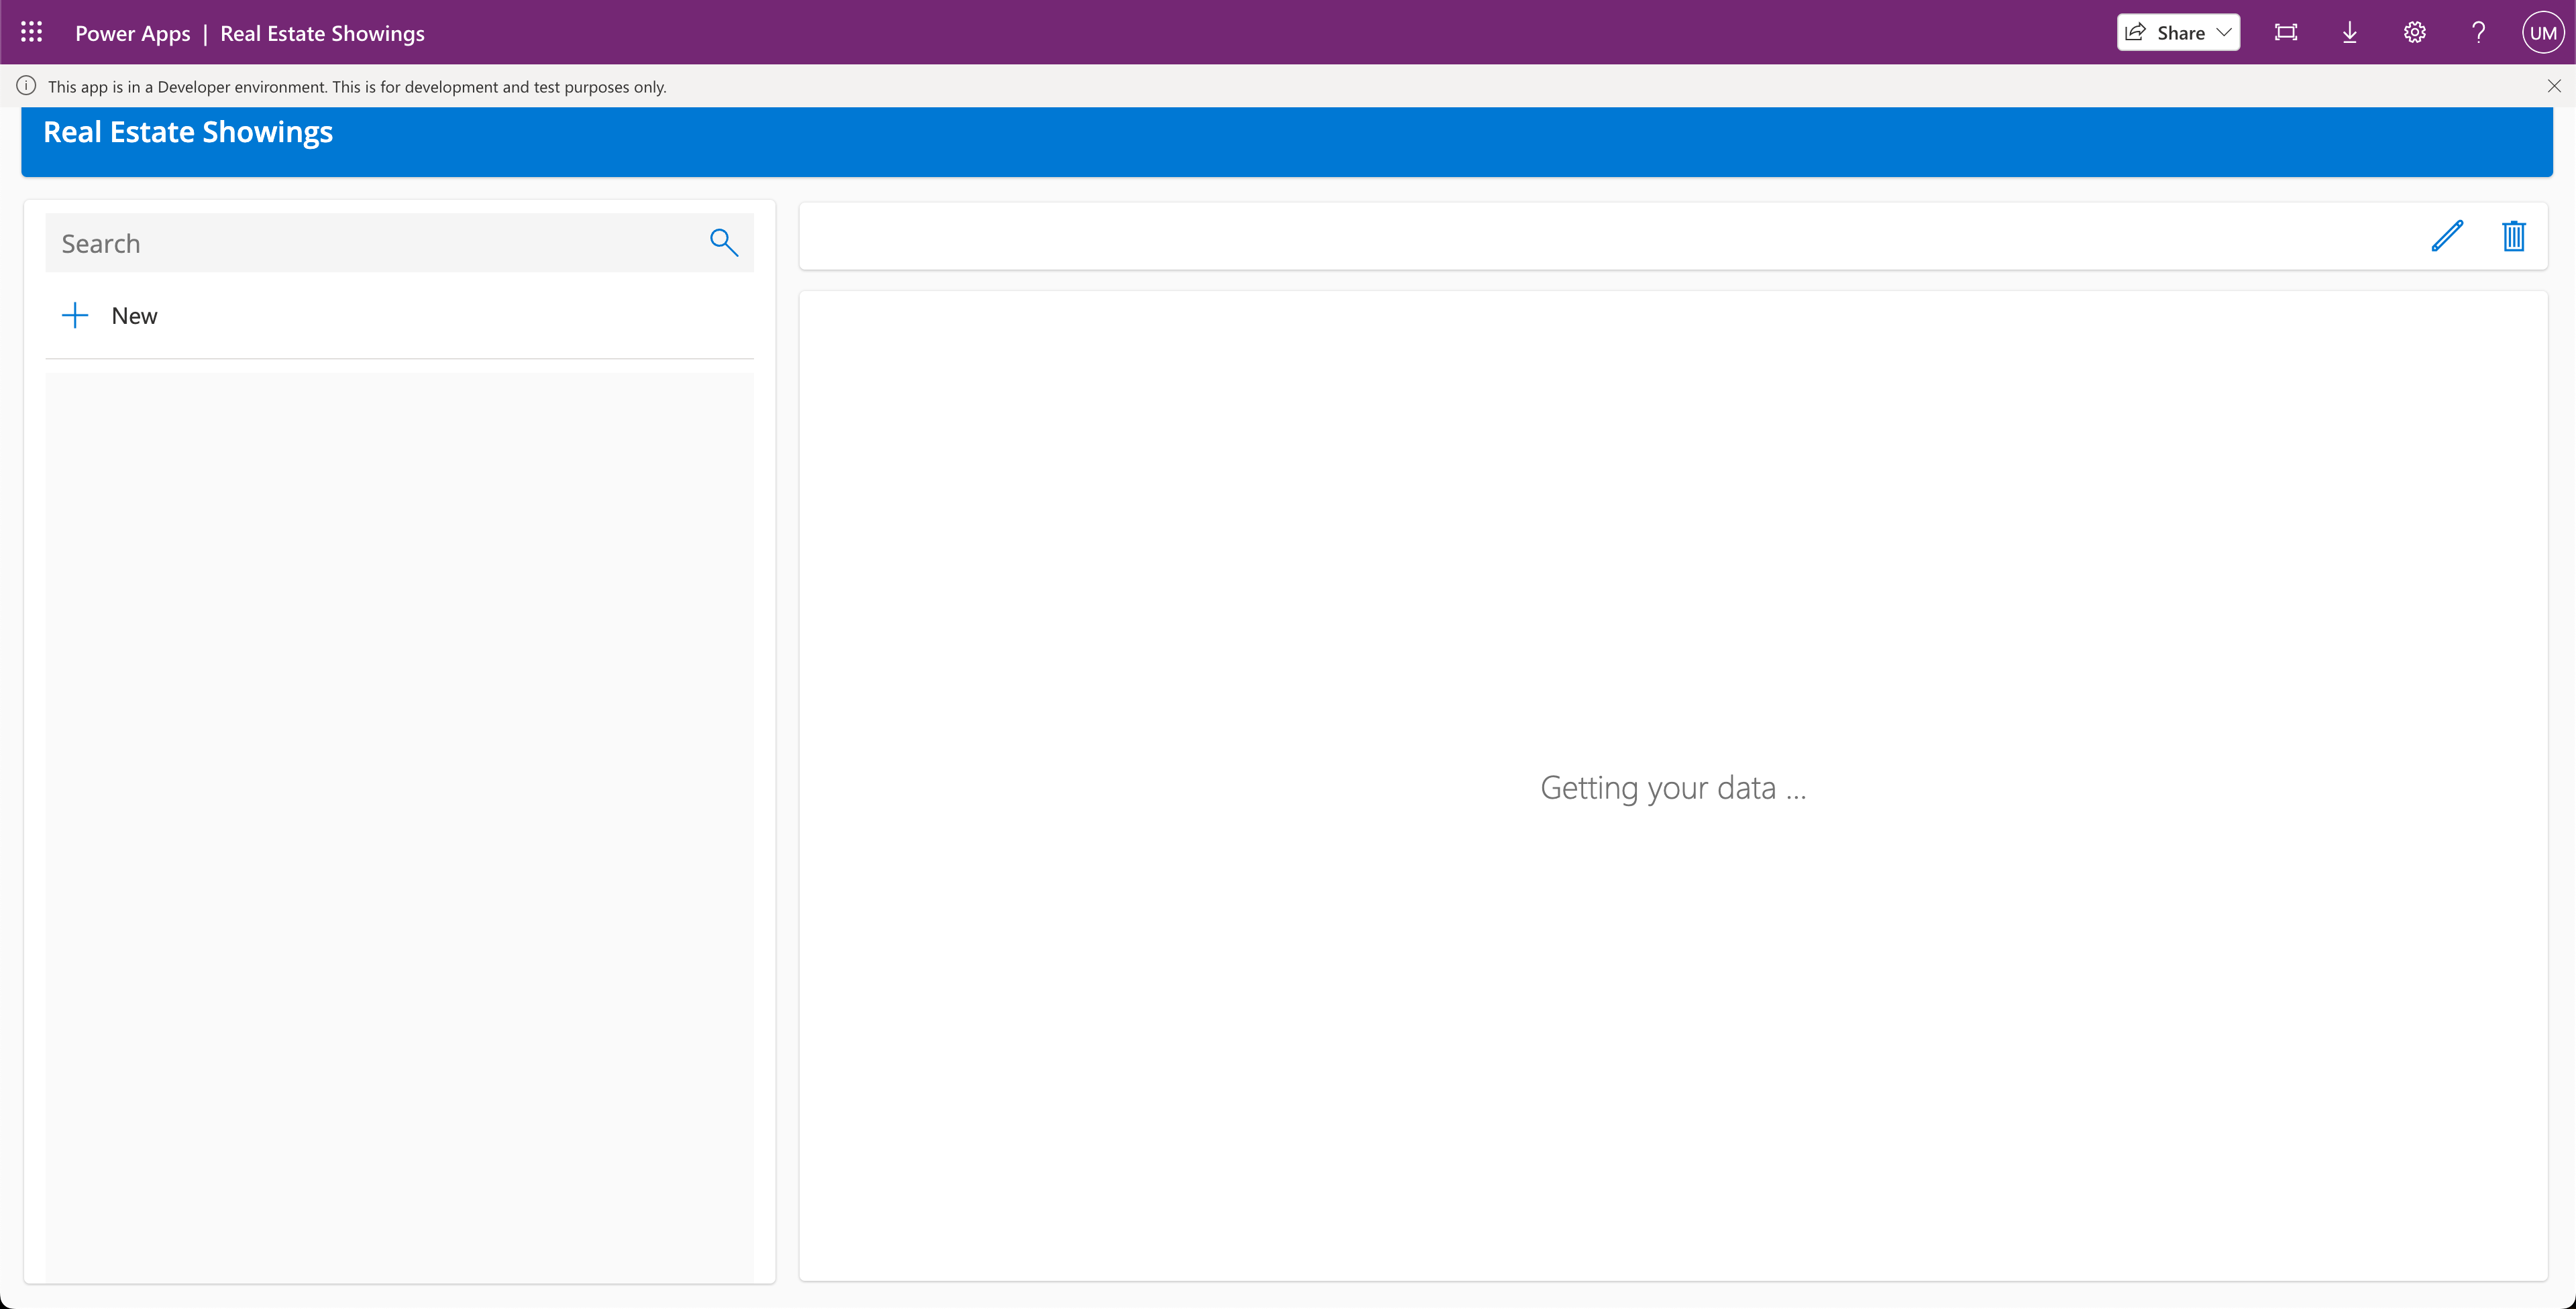 Power Apps | Real Estate Showings
Share
?
UM
This app is in a Developer environment. This is for development and test purposes only.
Real Estate Showings
Search
New
Getting your data ...